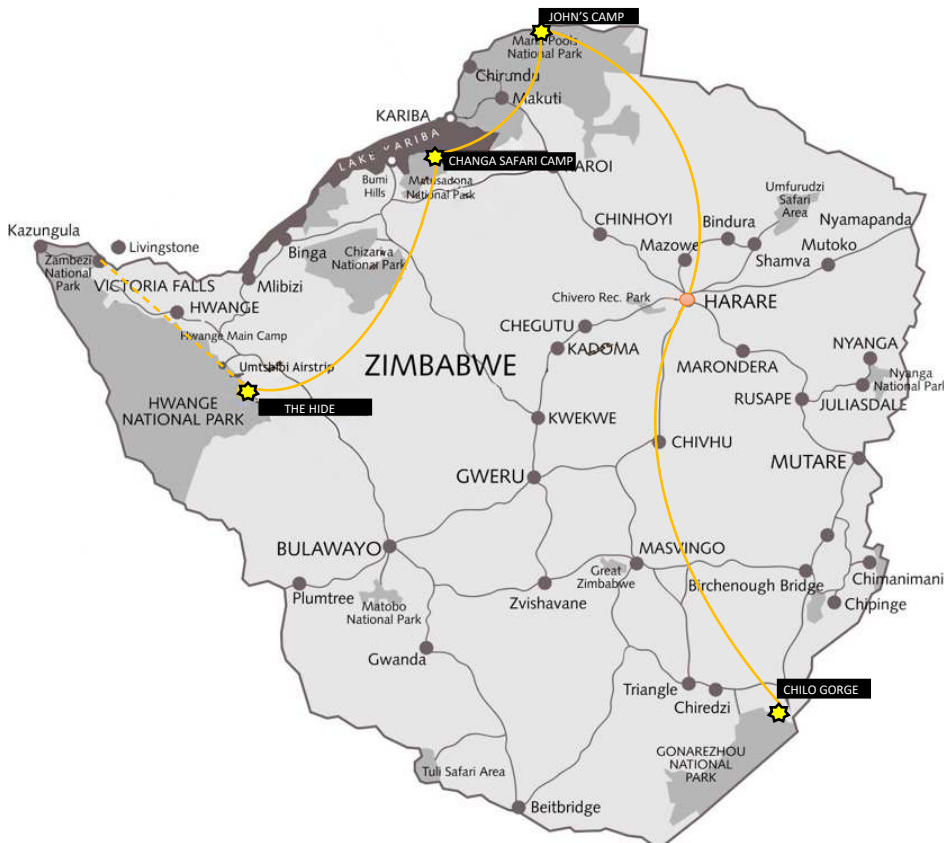 JOHN'S CAMP
Mana Pools
National Park
Chirundu
Makuti
KARIBA
LAKE KARIBA
CHANGA SAFARI CAMP
KAROI
Bumi
Hills
Matusadona
National Park
Umfurudzi
Safari
Area
CHINHOYI
Bindura
Nyamapanda
Kazungula
Livingstone
Mazowe
Mutoko
Shamva
Binga
Chizarira
National Park
Zambezi
National
Park
VICTORIA FALLS
Mlibizi
HWANGE
Chivero Rec. Park
HARARE
CHEGUTU
Hwange Main Camp
KADOMA
NYANGA
ZIMBABWE
Umtshibi Airstrip
MARONDERA
Nyanga
National Park
RUSAPE
JULIASDALE
HWANGE
NATIONAL PARK
THE HIDE
KWEKWE
CHIVHU
GWERU
MUTARE
BULAWAYO
MASVINGO
Great
Zimbabwe
Birchenough Bridge
Chimanimani
Plumtree
Matobo
National Park
Zvishavane
Chipinge
Gwanda
Triangle
Chiredzi
CHILO GORGE
GONAREZHOU
NATIONAL
PARK
Tuli Safari Area
Beitbridge